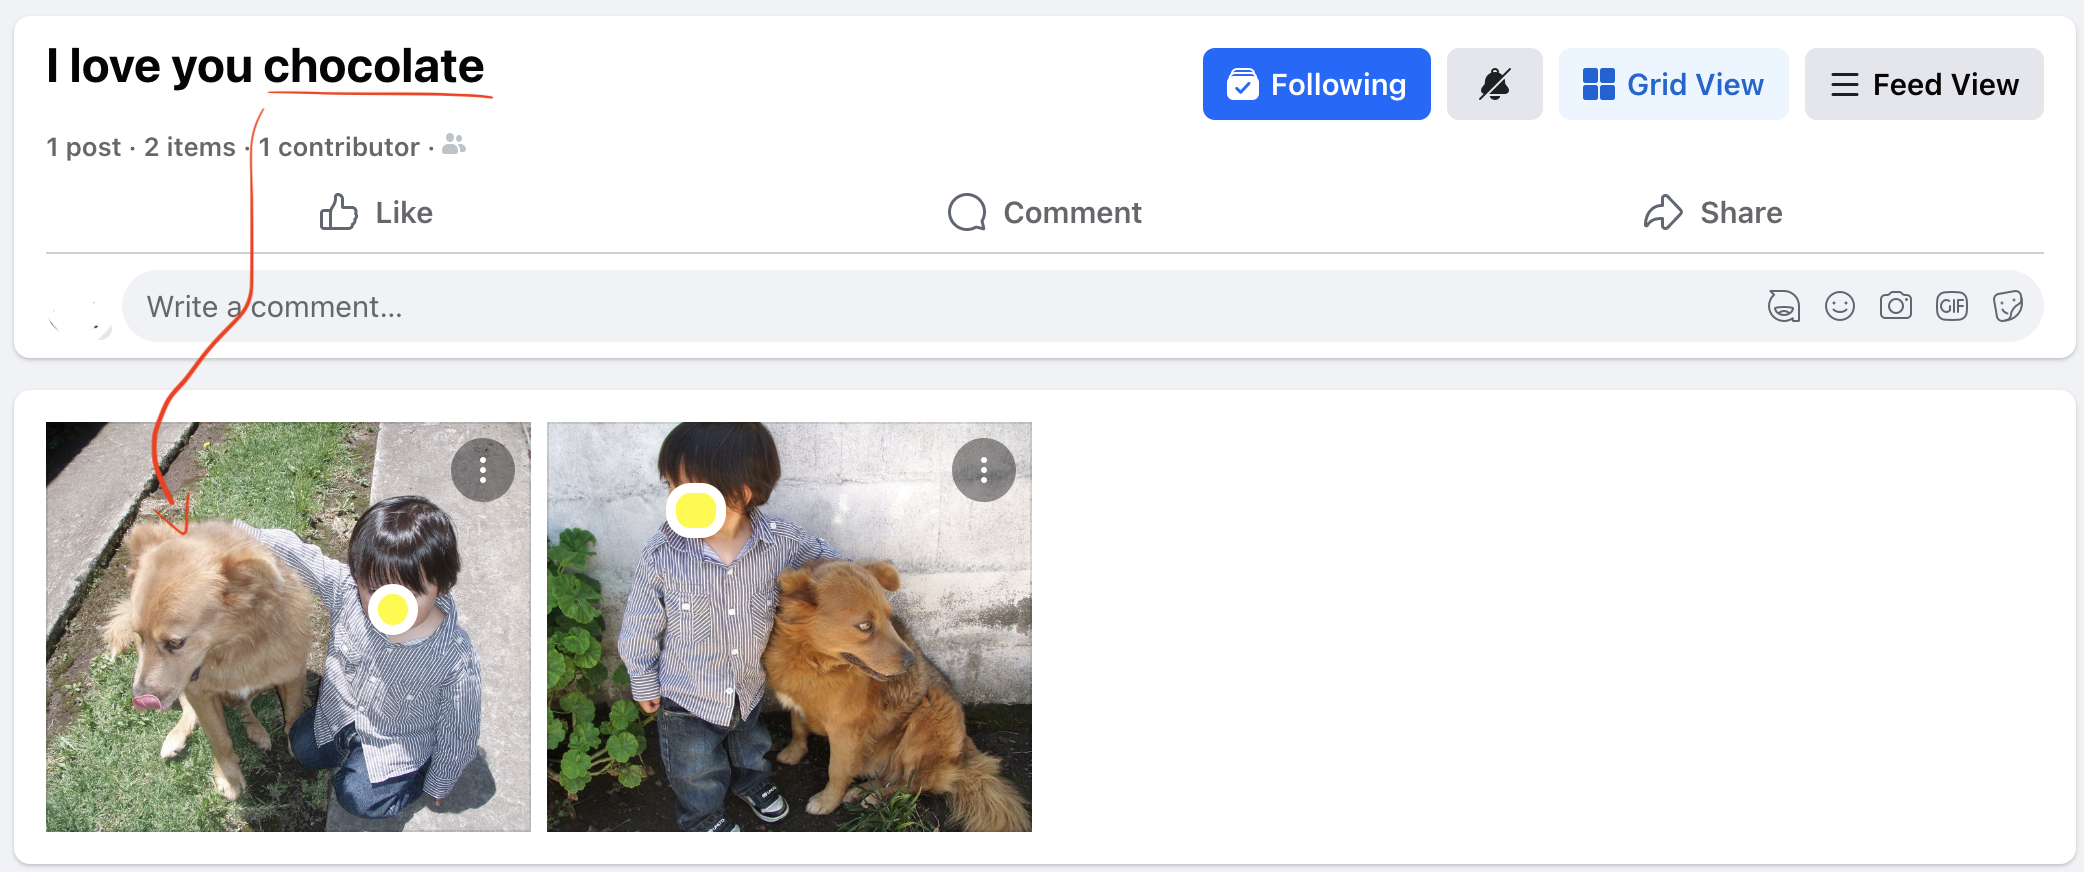 I love you chocolate
Following
Grid View
Feed View
1 post · 2 items · 1 contributor ·
Like
Comment
Share
Write a comment...
GIF